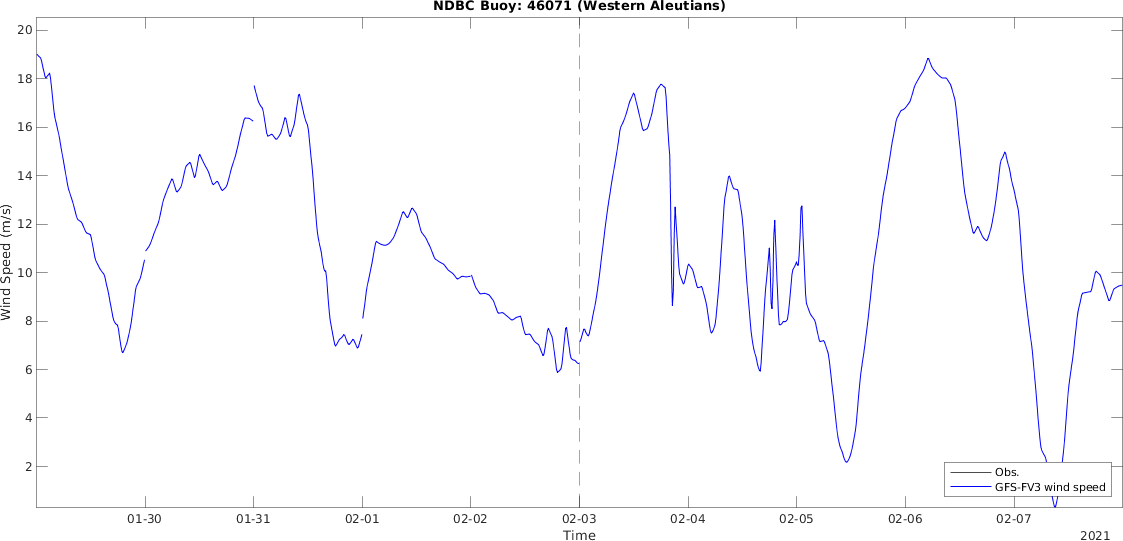 NDBC Buoy: 46071 (Western Aleutians)
20
18
16
14
12
10
8
6
4
2
Wind Speed (m/s)
Obs.
GFS-FV3 wind speed
01-30 01-31 02-01 02-02 02-03 02-04 02-05 02-06 02-07
Time
2021